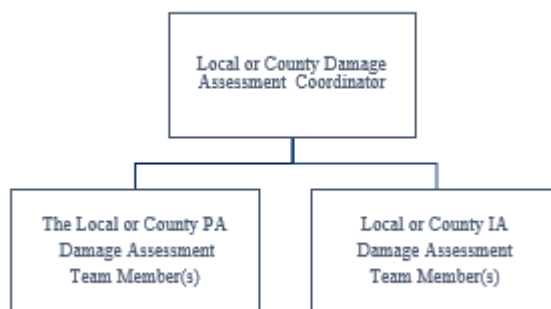 Local or County Damage
Assessment Coordinator
The Local or County PA
Damage Assessment
Team Member(s)
Local or County IA
Damage Assessment
Team Member(s)